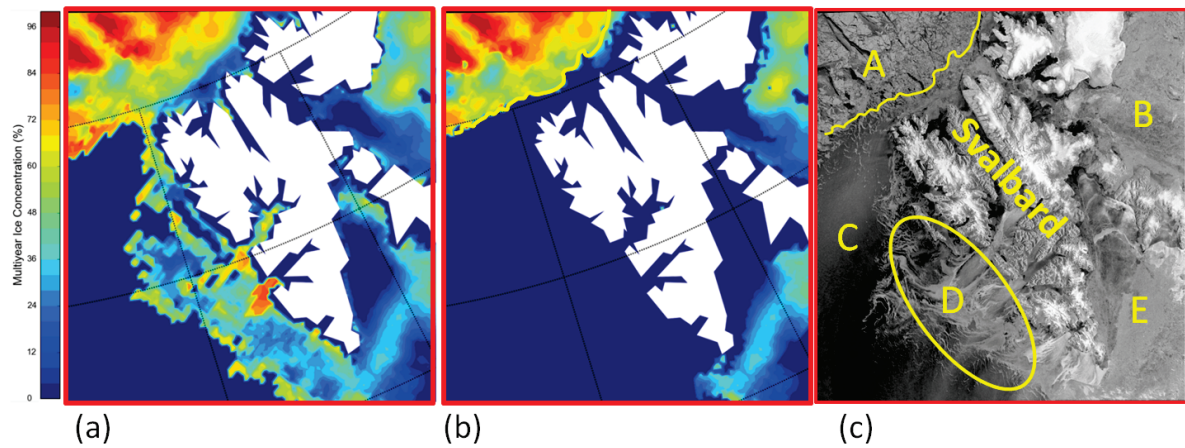 Multiyear Ice Concentration (%)
96
84
72
60
48
36
24
12
0
A
B
Svalbard
C
D
E
(a)
(b)
(c)